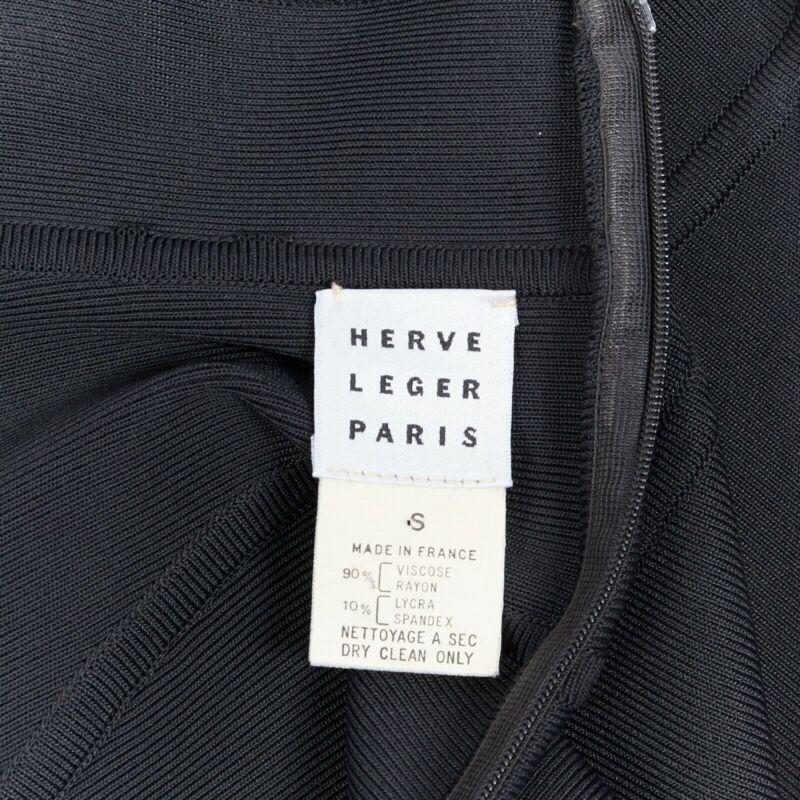 HERVE
LEGER
PARIS
S
MADE IN FRANCE
90% VISCOSE
RAYON
10% LYCRA
SPANDEX
NETTOYAGE A SEC
DRY CLEAN ONLY